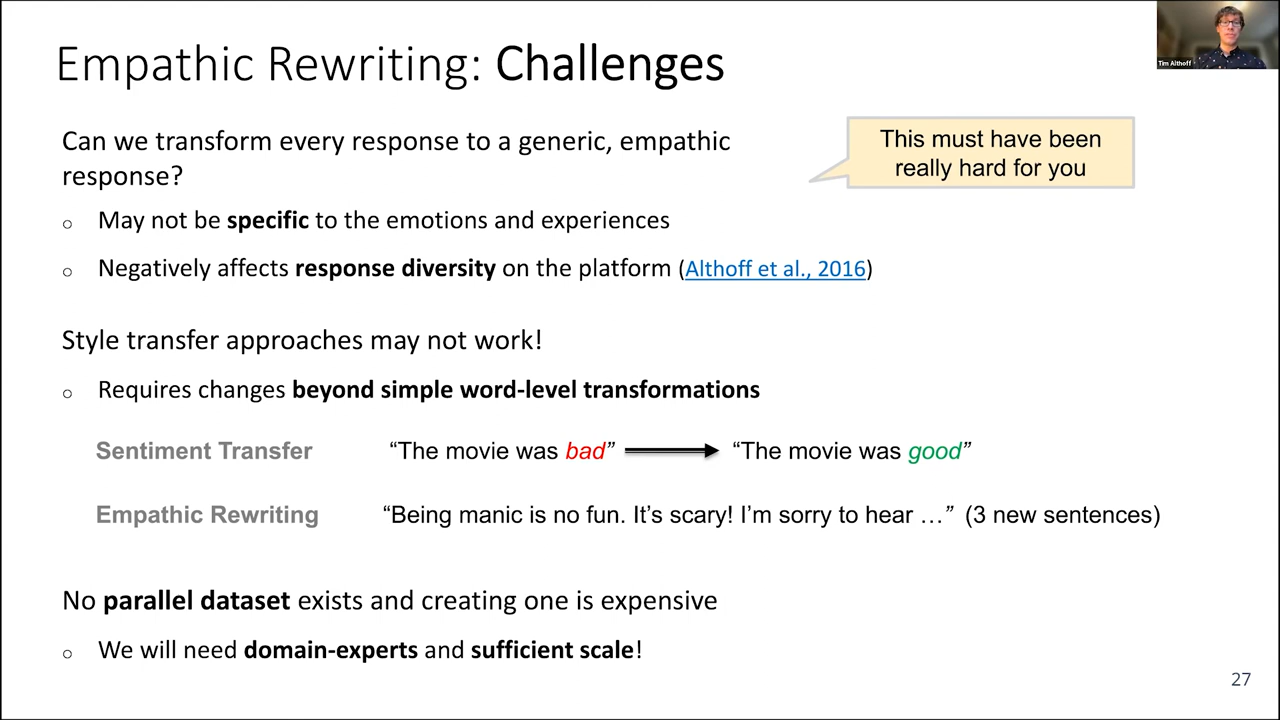 Empathic Rewriting: Challenges
Tim Althoff
Can we transform every response to a generic, empathic
response?
This must have been
really hard for you
o May not be specific to the emotions and experiences
o Negatively affects response diversity on the platform (Althoff et al., 2016)
Style transfer approaches may not work!
o Requires changes beyond simple word-level transformations
Sentiment Transfer “The movie was bad” “The movie was good”
Empathic Rewriting “Being manic is no fun. It’s scary! I’m sorry to hear …” (3 new sentences)
No parallel dataset exists and creating one is expensive
o We will need domain-experts and sufficient scale!
27